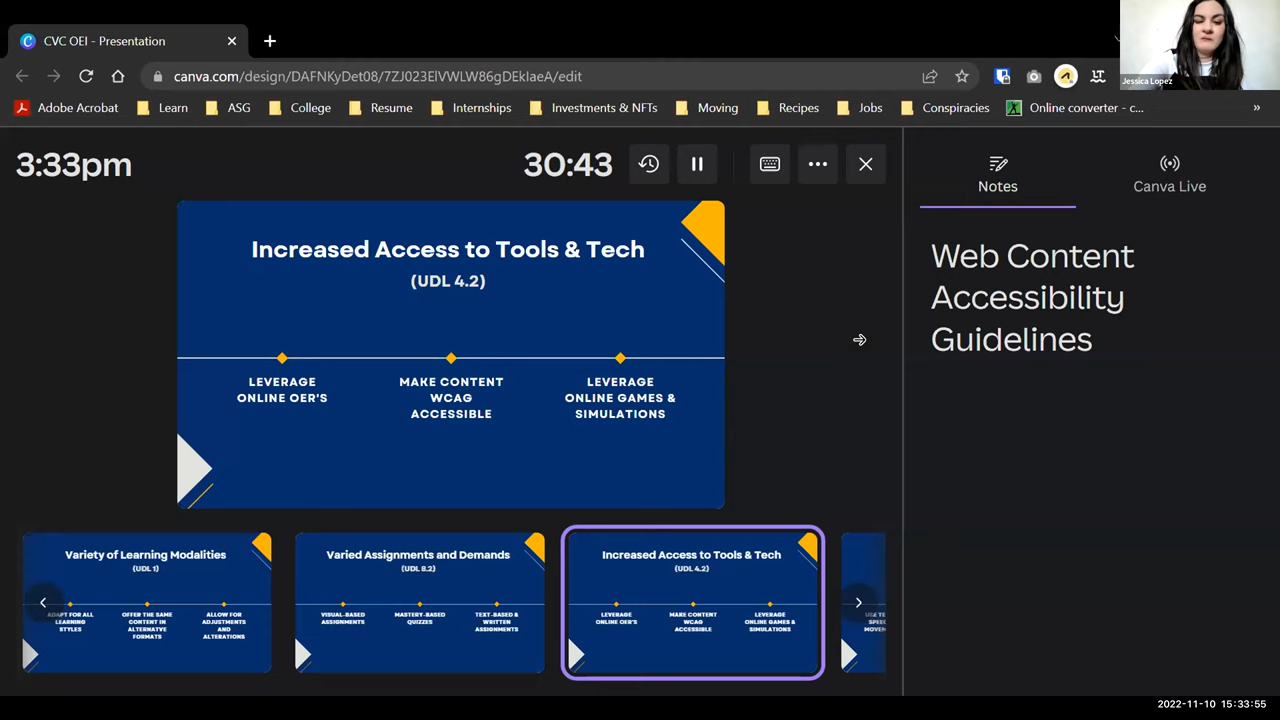 CVC OEI - Presentation
Jessica Lopez
canva.com/design/DAFNKyDet08/7ZJ023ElVWLW86gDEkIaeA/edit
Adobe Acrobat Learn ASG College Resume Internships Investments & NFTs Moving Recipes Jobs Conspiracies Online converter - c... »
3:33pm
30:43
Notes
Canva Live
Increased Access to Tools & Tech
(UDL 4.2)
LEVERAGE
ONLINE OER'S
MAKE CONTENT
WCAG
ACCESSIBLE
LEVERAGE
ONLINE GAMES &
SIMULATIONS
Web Content
Accessibility
Guidelines
Variety of Learning Modalities
(UDL 1)
ADAPT FOR ALL
LEARNING
STYLES
OFFER THE SAME
CONTENT IN
ALTERNATIVE
FORMATS
ALLOW FOR
ADJUSTMENTS
AND
ALTERATIONS
Varied Assignments and Demands
(UDL 8.2)
VISUAL-BASED
ASSIGNMENTS
MASTERY-BASED
QUIZZES
TEXT-BASED &
WRITTEN
ASSIGNMENTS
Increased Access to Tools & Tech
(UDL 4.2)
LEVERAGE
ONLINE OER'S
MAKE CONTENT
WCAG
ACCESSIBLE
LEVERAGE
ONLINE GAMES &
SIMULATIONS
2022-11-10 15:33:55